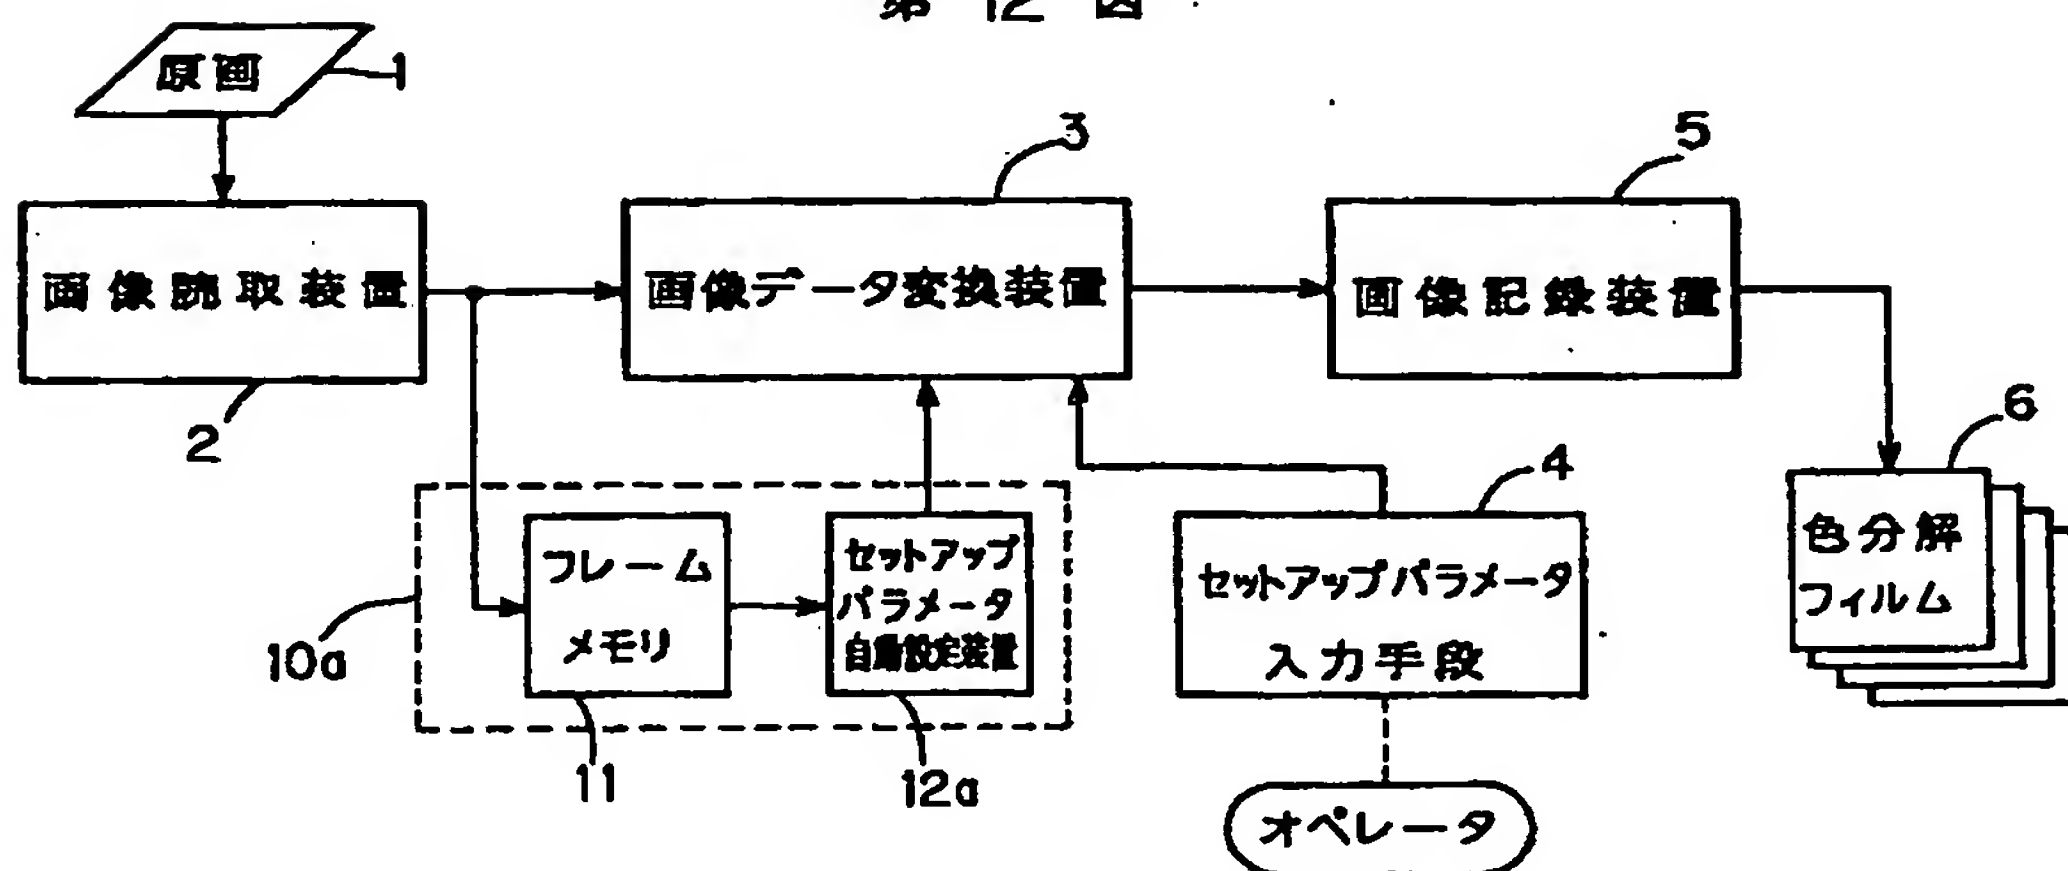 第 12 図
原画
1
3
5
画像読取装置
画像データ変換装置
画像記録装置
2
6
4
フレーム
メモリ
セットアップ
パラメータ
自動設定装置
セットアップパラメータ
入力手段
色分解
フィルム
10a
11
12a
オペレータ